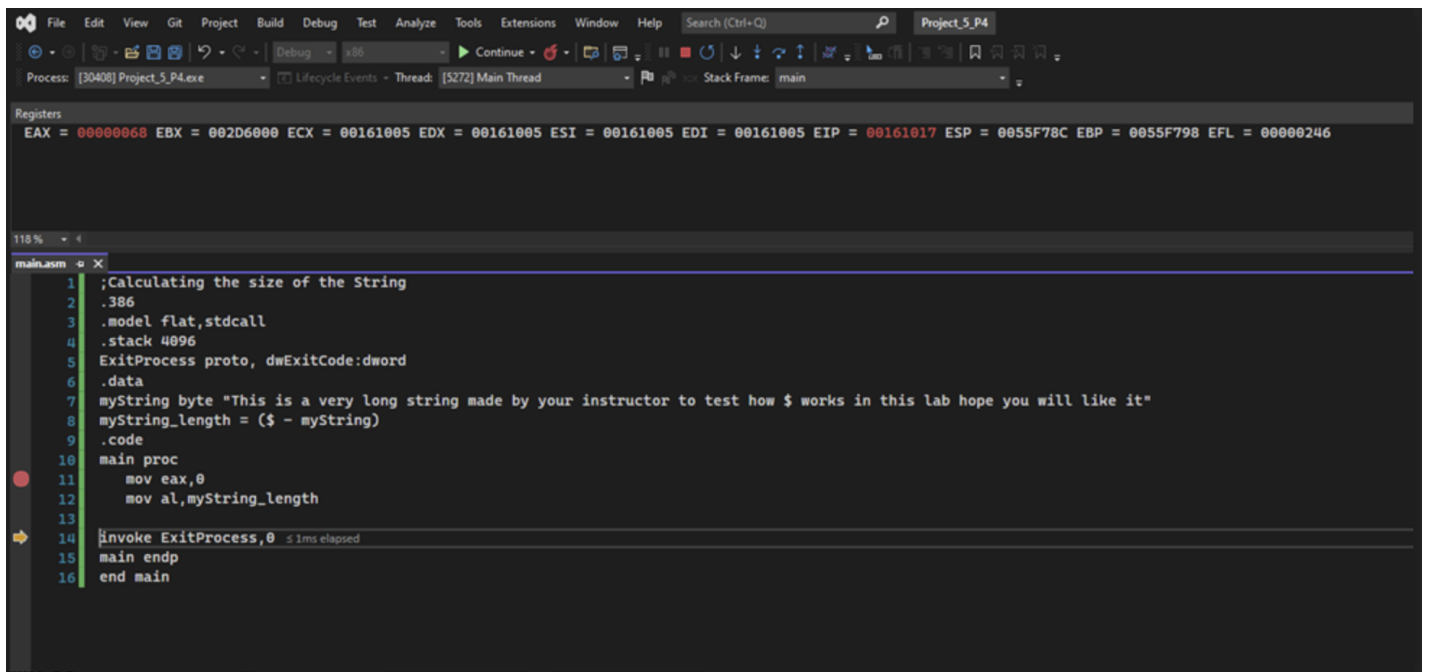 File Edit View Git Project Build Debug Test Analyze Tools Extensions Window Help Search (Ctrl+Q) Project_5_P4
Debug x86 Continue
Process: [30408] Project_5_P4.exe Lifecycle Events Thread: [5272] Main Thread Stack Frame: main
Registers
EAX = 00000068 EBX = 002D6000 ECX = 00161005 EDX = 00161005 ESI = 00161005 EDI = 00161005 EIP = 00161017 ESP = 0055F78C EBP = 0055F798 EFL = 00000246
118 %
main.asm
1 ;Calculating the size of the String
2 .386
3 .model flat,stdcall
4 .stack 4096
5 ExitProcess proto, dwExitCode:dword
6 .data
7 myString byte "This is a very long string made by your instructor to test how $ works in this lab hope you will like it"
8 myString_length = ($ - myString)
9 .code
10 main proc
11 mov eax,0
12 mov al,myString_length
13
14 invoke ExitProcess,0 ≤ 1ms elapsed
15 main endp
16 end main